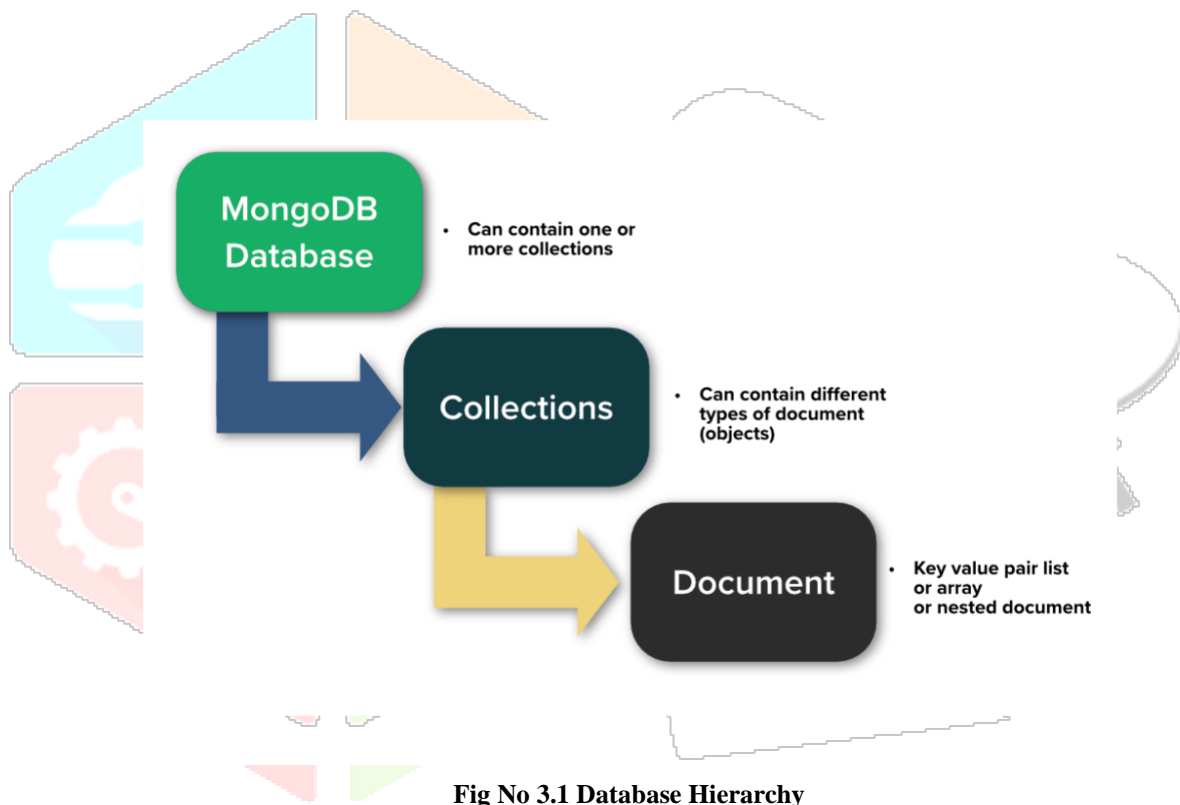 MongoDB
Database
• Can contain one or
more collections
Collections
• Can contain different
types of document
(objects)
Document
• Key value pair list
or array
or nested document
Fig No 3.1 Database Hierarchy